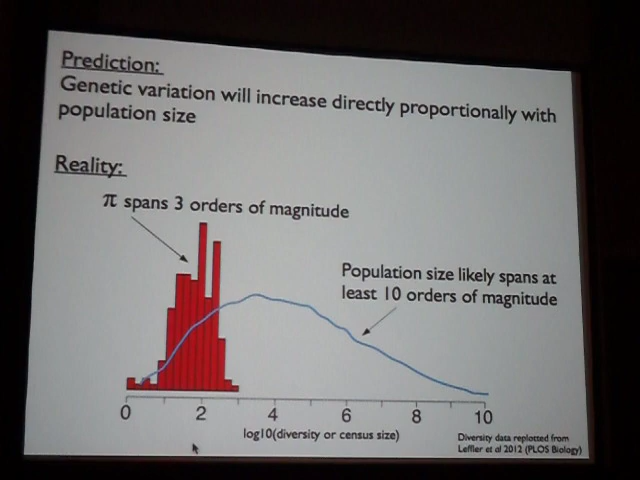 Prediction:
Genetic variation will increase directly proportionally with
population size
Reality:
π spans 3 orders of magnitude
Population size likely spans at
least 10 orders of magnitude
0 2 4 6 8 10
log10(diversity or census size)
Diversity data replotted from
Leffler et al 2012 (PLOS Biology)